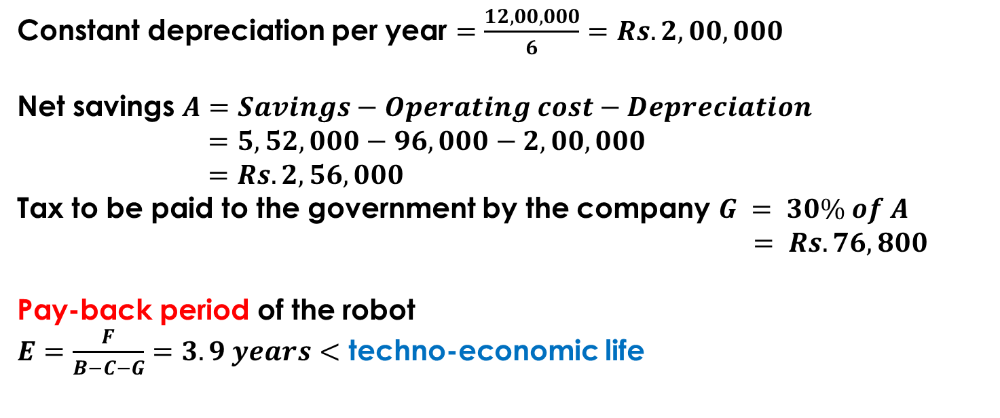 Constant depreciation per year = 12,00,000/6 = Rs. 2, 00, 000
Net savings A = Savings − Operating cost − Depreciation
= 5, 52, 000 − 96, 000 − 2, 00, 000
= Rs. 2, 56, 000
Tax to be paid to the government by the company G = 30% of A
= Rs. 76, 800
Pay-back period of the robot
E = F/B−C−G = 3. 9 years < techno-economic life